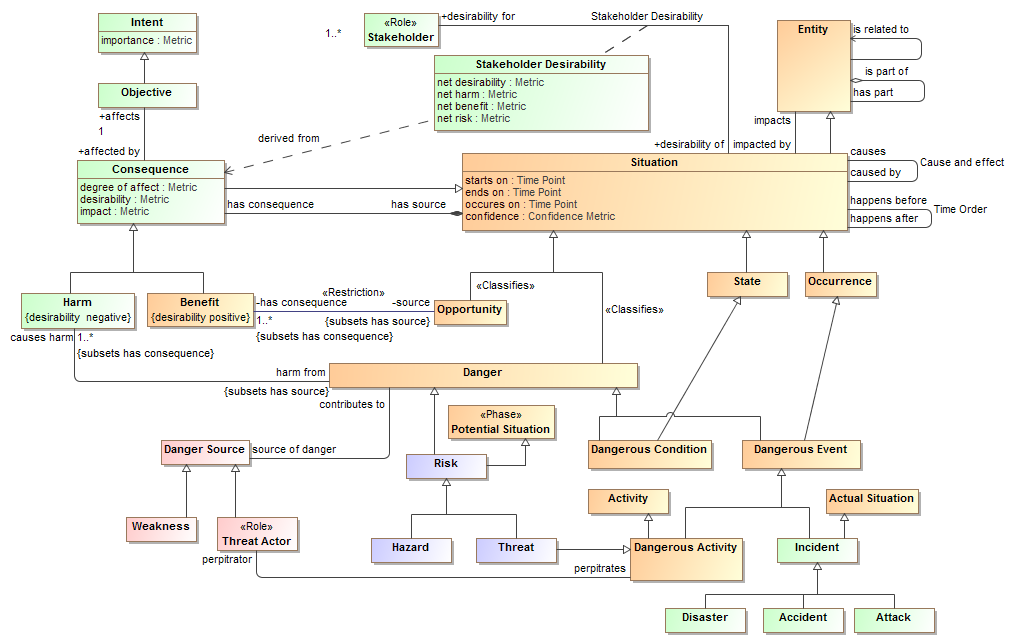 Intent
importance : Metric
Objective
+affects
1
+affected by
«Role»
Stakeholder
1..*
+desirability for
Stakeholder Desirability
Stakeholder Desirability
net desirability : Metric
net harm : Metric
net benefit : Metric
net risk : Metric
derived from
+desirability of
Entity
is related to
is part of
has part
impacts
impacted by
Consequence
degree of affect : Metric
desirability : Metric
impact : Metric
has consequence
has source
Situation
starts on : Time Point
ends on : Time Point
occures on : Time Point
confidence : Confidence Metric
causes
caused by
Cause and effect
happens before
happens after
Time Order
Harm
{desirability negative}
Benefit
{desirability positive}
-has consequence
1..*
{subsets has consequence}
«Restriction»
-source
{subsets has source}
Opportunity
«Classifies»
«Classifies»
State
Occurrence
causes harm
1..*
{subsets has consequence}
harm from
{subsets has source}
Danger
contributes to
source of danger
Danger Source
«Phase»
Potential Situation
Risk
Dangerous Condition
Dangerous Event
Weakness
«Role»
Threat Actor
perpitrator
Hazard
Threat
perpitrates
Activity
Actual Situation
Dangerous Activity
Incident
Disaster
Accident
Attack